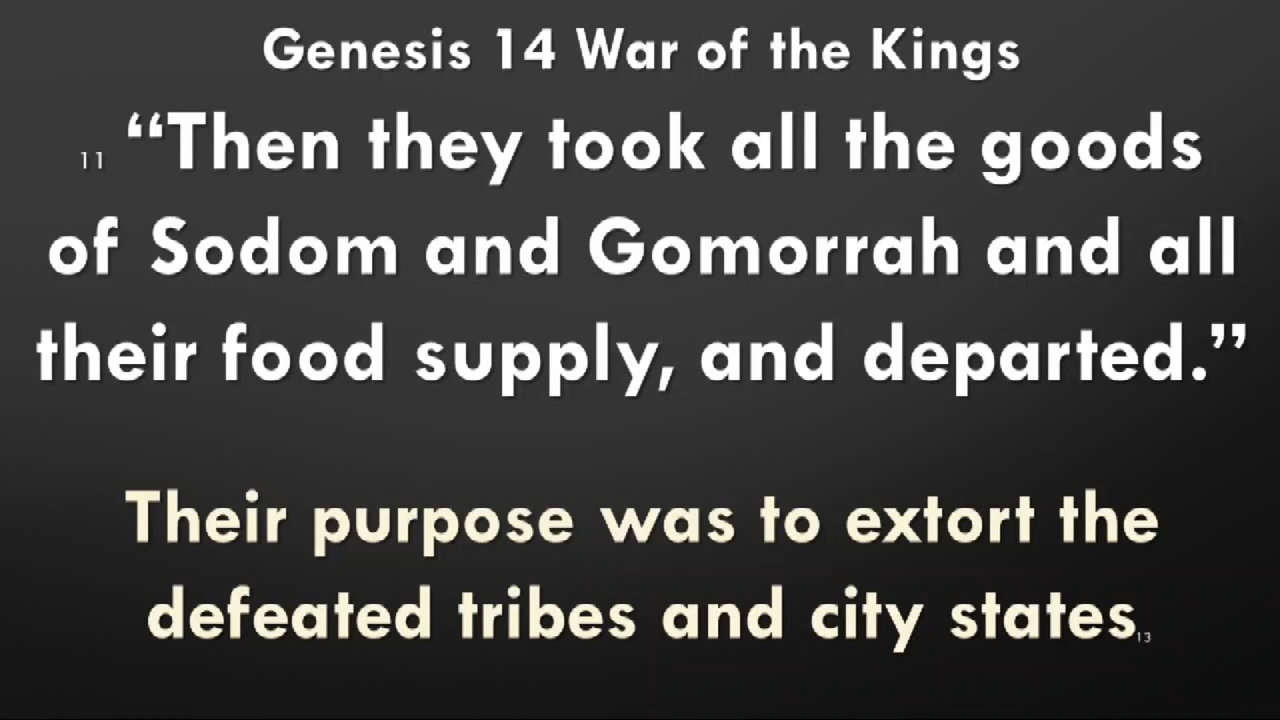 Genesis 14 War of the Kings
11 “Then they took all the goods
of Sodom and Gomorrah and all
their food supply, and departed.”
Their purpose was to extort the
defeated tribes and city states13